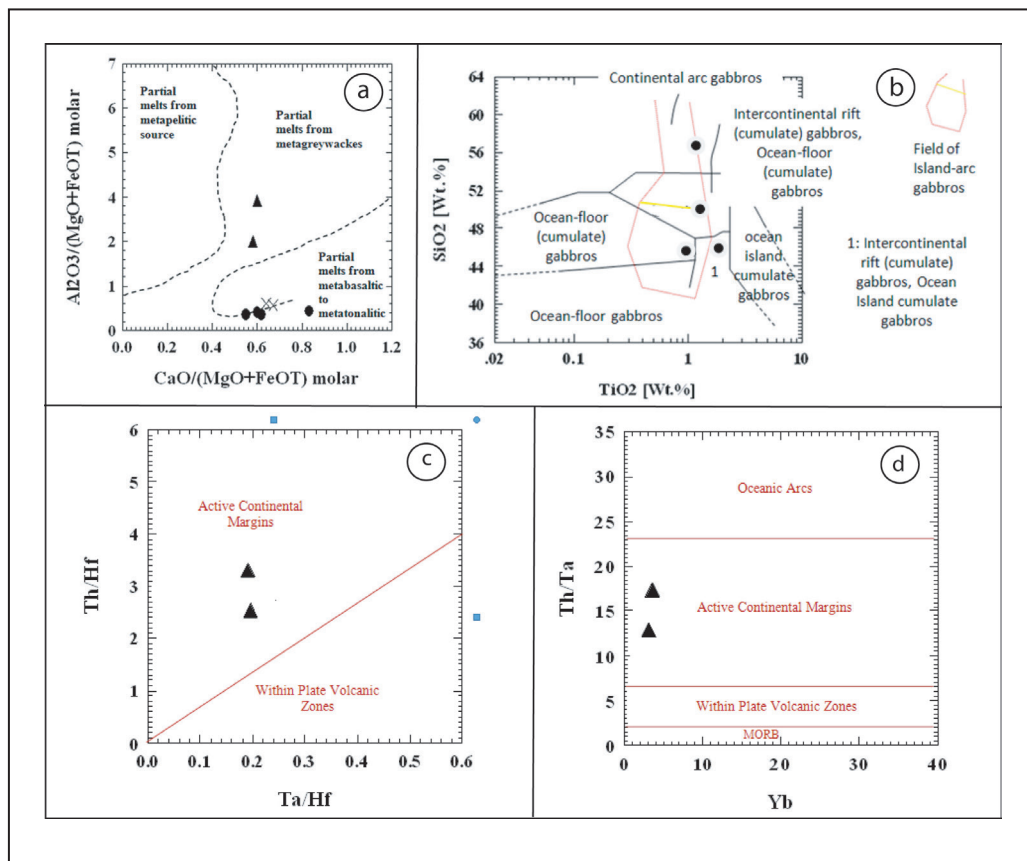 a
7
6
4
2
1
0
Al2O3/(MgO+FeOT) molar
Partial
melts from
metapelitic
source
Partial
melts from
metagreywackes
Partial
melts from
metabasaltic
to
metatonalitic
0.0
0.2
0.4
0.6
0.8
1.0
1.2
CaO/(MgO+FeOT) molar
b
64
60
56
52
48
44
40
36
SiO2 [Wt.%]
Continental arc gabbros
Intercontinental rift
(cumulate) gabbros,
Ocean-floor
(cumulate)
gabbros
Ocean-floor
(cumulate)
gabbros
ocean
island
cumulate
gabbros
1
Ocean-floor gabbros
.02
0.1
1
10
TiO2 [Wt.%]
Field of
Island-arc
gabbros
1: Intercontinental
rift (cumulate)
gabbros, Ocean
Island cumulate
gabbros
c
6
5
4
3
2
1
0
Th/Hf
Active Continental
Margins
Within Plate Volcanic
Zones
0.0
0.1
0.2
0.3
0.4
0.5
0.6
Ta/Hf
d
35
30
25
20
15
10
5
0
Th/Ta
Oceanic Arcs
Active Continental Margins
Within Plate Volcanic Zones
MORB
0
10
20
30
40
Yb